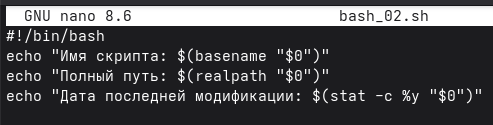 GNU nano 8.6 bash_02.sh
#!/bin/bash
echo "Имя скрипта: $(basename "$0")"
echo "Полный путь: $(realpath "$0")"
echo "Дата последней модификации: $(stat -c %y "$0")"